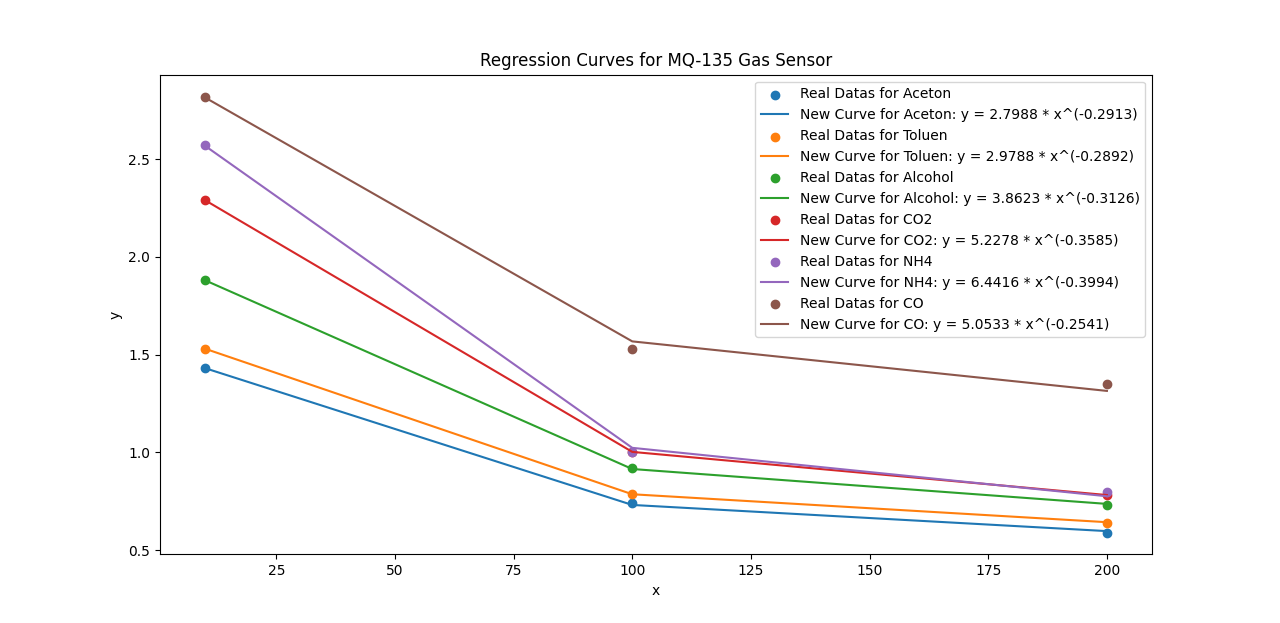 Regression Curves for MQ-135 Gas Sensor
Real Datas for Aceton
New Curve for Aceton: y = 2.7988 * x^(-0.2913)
Real Datas for Toluen
New Curve for Toluen: y = 2.9788 * x^(-0.2892)
Real Datas for Alcohol
New Curve for Alcohol: y = 3.8623 * x^(-0.3126)
Real Datas for CO2
New Curve for CO2: y = 5.2278 * x^(-0.3585)
Real Datas for NH4
New Curve for NH4: y = 6.4416 * x^(-0.3994)
Real Datas for CO
New Curve for CO: y = 5.0533 * x^(-0.2541)
y
2.5
2.0
1.5
1.0
0.5
25 50 75 100 125 150 175 200
x